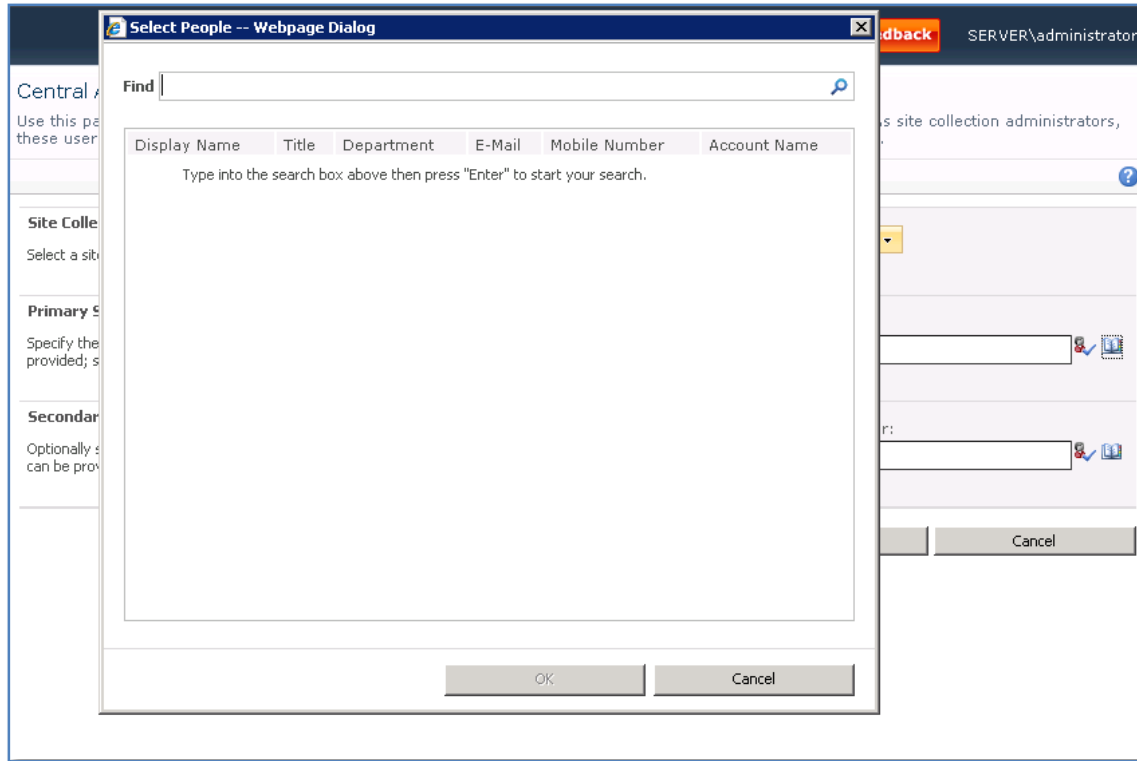 Select People -- Webpage Dialog
dback
SERVER\administrator
Central
Find
Use this pa
s site collection administrators,
these user
Display Name Title Department E-Mail Mobile Number Account Name
Type into the search box above then press "Enter" to start your search.
Site Colle
Select a sit
Primary S
Specify the
provided; s
Secondar
r:
Optionally s
can be prov
Cancel
OK Cancel